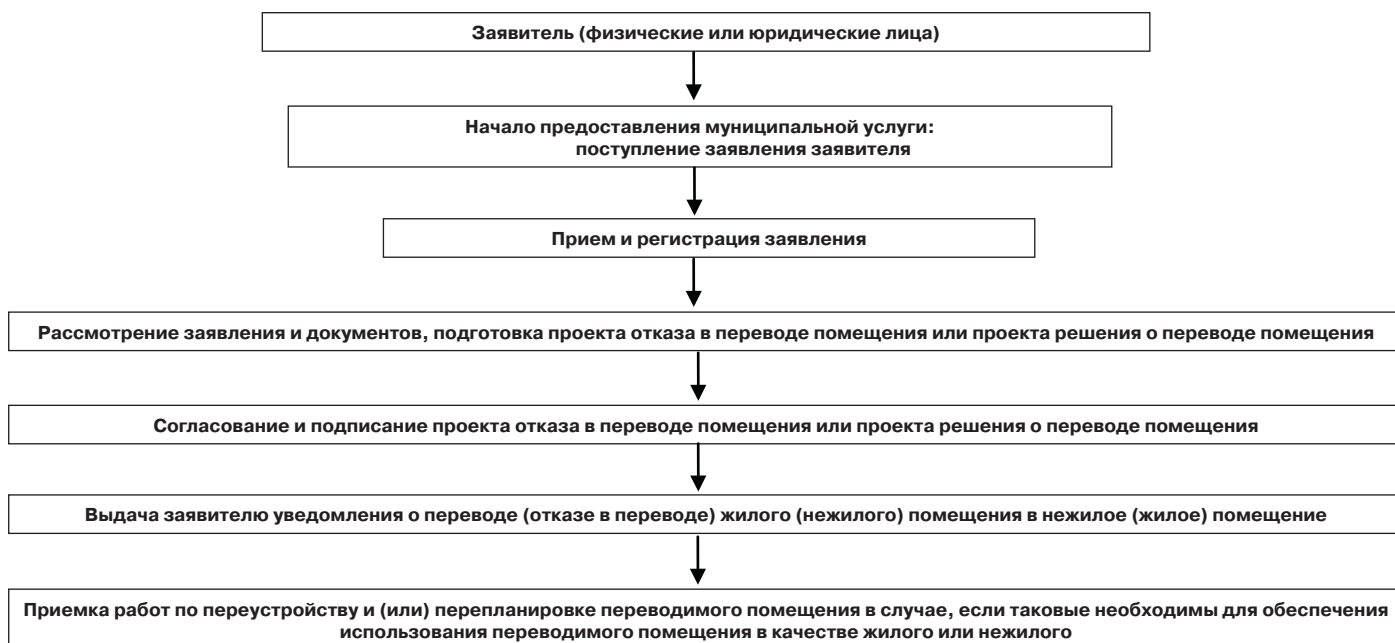 Заявитель (физические или юридические лица)
Начало предоставления муниципальной услуги:
поступление заявления заявителя
Прием и регистрация заявления
Рассмотрение заявления и документов, подготовка проекта отказа в переводе помещения или проекта решения о переводе помещения
Согласование и подписание проекта отказа в переводе помещения или проекта решения о переводе помещения
Выдача заявителю уведомления о переводе (отказе в переводе) жилого (нежилого) помещения в нежилое (жилое) помещение
Приемка работ по переустройству и (или) перепланировке переводимого помещения в случае, если таковые необходимы для обеспечения
использования переводимого помещения в качестве жилого или нежилого